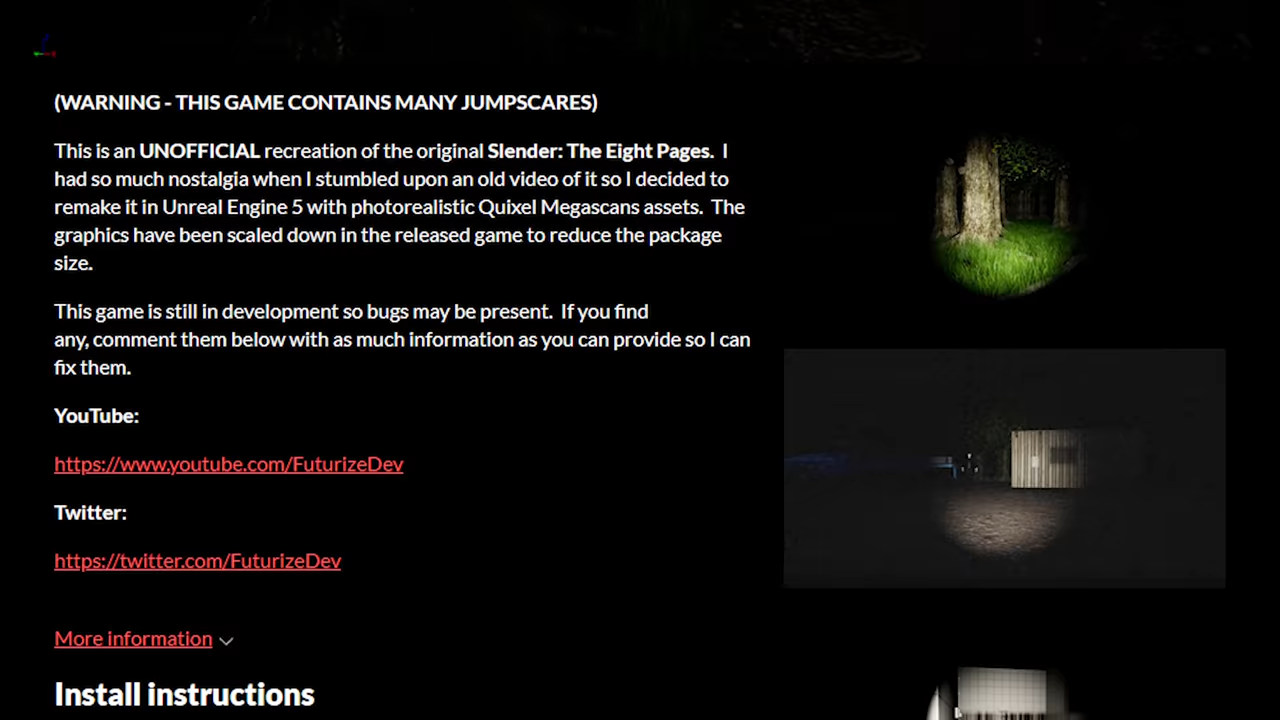 (WARNING - THIS GAME CONTAINS MANY JUMPSCARES)
This is an UNOFFICIAL recreation of the original Slender: The Eight Pages.  I
had so much nostalgia when I stumbled upon an old video of it so I decided to
remake it in Unreal Engine 5 with photorealistic Quixel Megascans assets.  The
graphics have been scaled down in the released game to reduce the package
size.
This game is still in development so bugs may be present.  If you find
any, comment them below with as much information as you can provide so I can
fix them.
YouTube:
https://www.youtube.com/FuturizeDev
Twitter:
https://twitter.com/FuturizeDev
More information
Install instructions